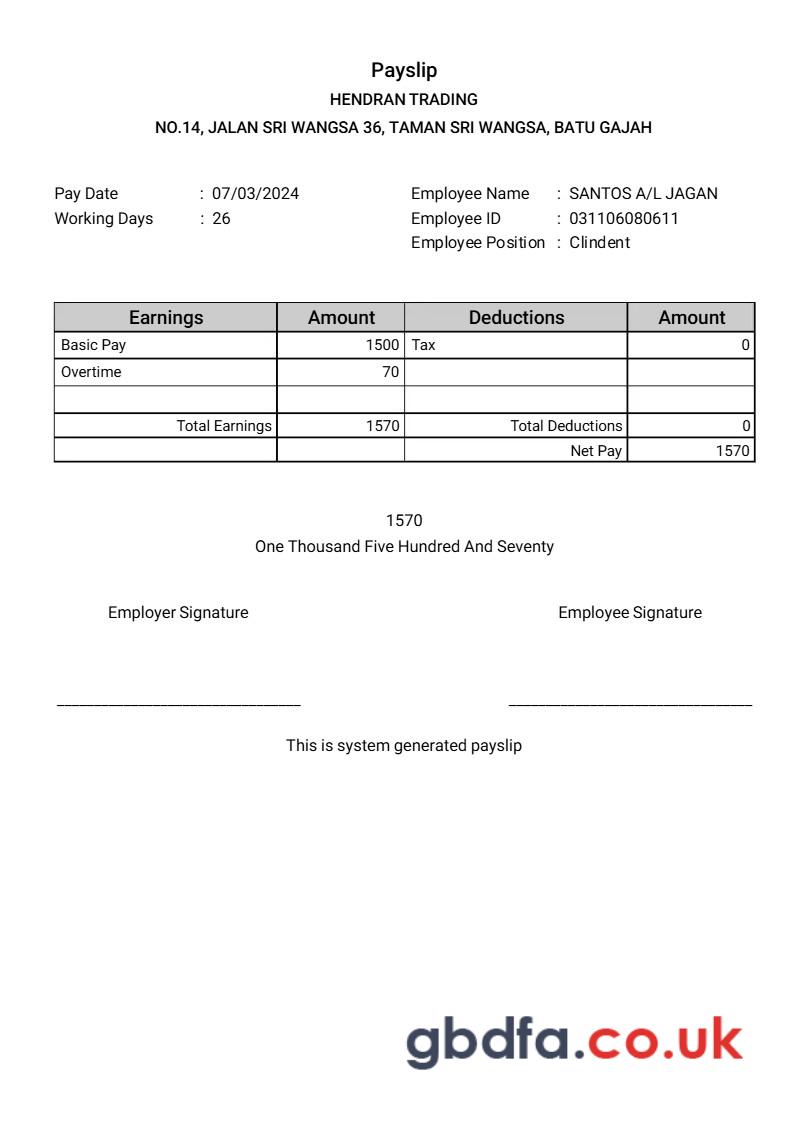 Payslip
HENDRAN TRADING
NO.14, JALAN SRI WANGSA 36, TAMAN SRI WANGSA, BATU GAJAH
Pay Date : 07/03/2024 Employee Name : SANTOS A/L JAGAN
Working Days : 26 Employee ID : 031106080611
Employee Position : Clindent
Earnings Amount Deductions Amount
Basic Pay 1500 Tax 0
Overtime 70
Total Earnings 1570 Total Deductions 0
Net Pay 1570
1570
One Thousand Five Hundred And Seventy
Employer Signature Employee Signature
This is system generated payslip
gbdfa.co.uk